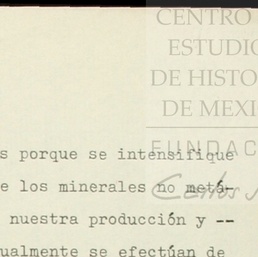 CENTRO
ESTUDIO
DE HISTO
DE MEXI
FUNDAC
s porque se intensifique
e los minerales no metá-
nuestra producción y --
ualmente se efectúan de